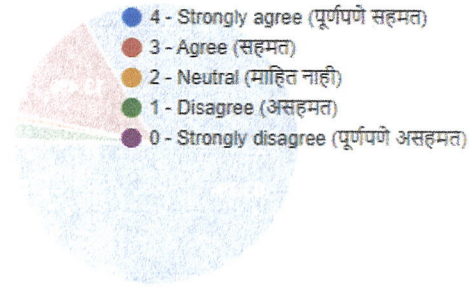 4 - Strongly agree (पूर्णपणे सहमत)
3 - Agree (सहमत)
2 - Neutral (माहित नाही)
1 - Disagree (असहमत)
0 - Strongly disagree (पूर्णपणे असहमत)